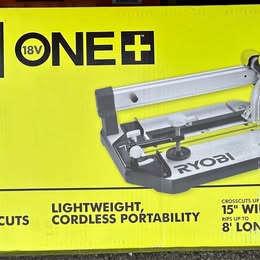 18V ONE+
RYOBI
CUTS
LIGHTWEIGHT,
CORDLESS PORTABILITY
CROSSCUTS UP
15" WI
RIPS UP TO
8' LON